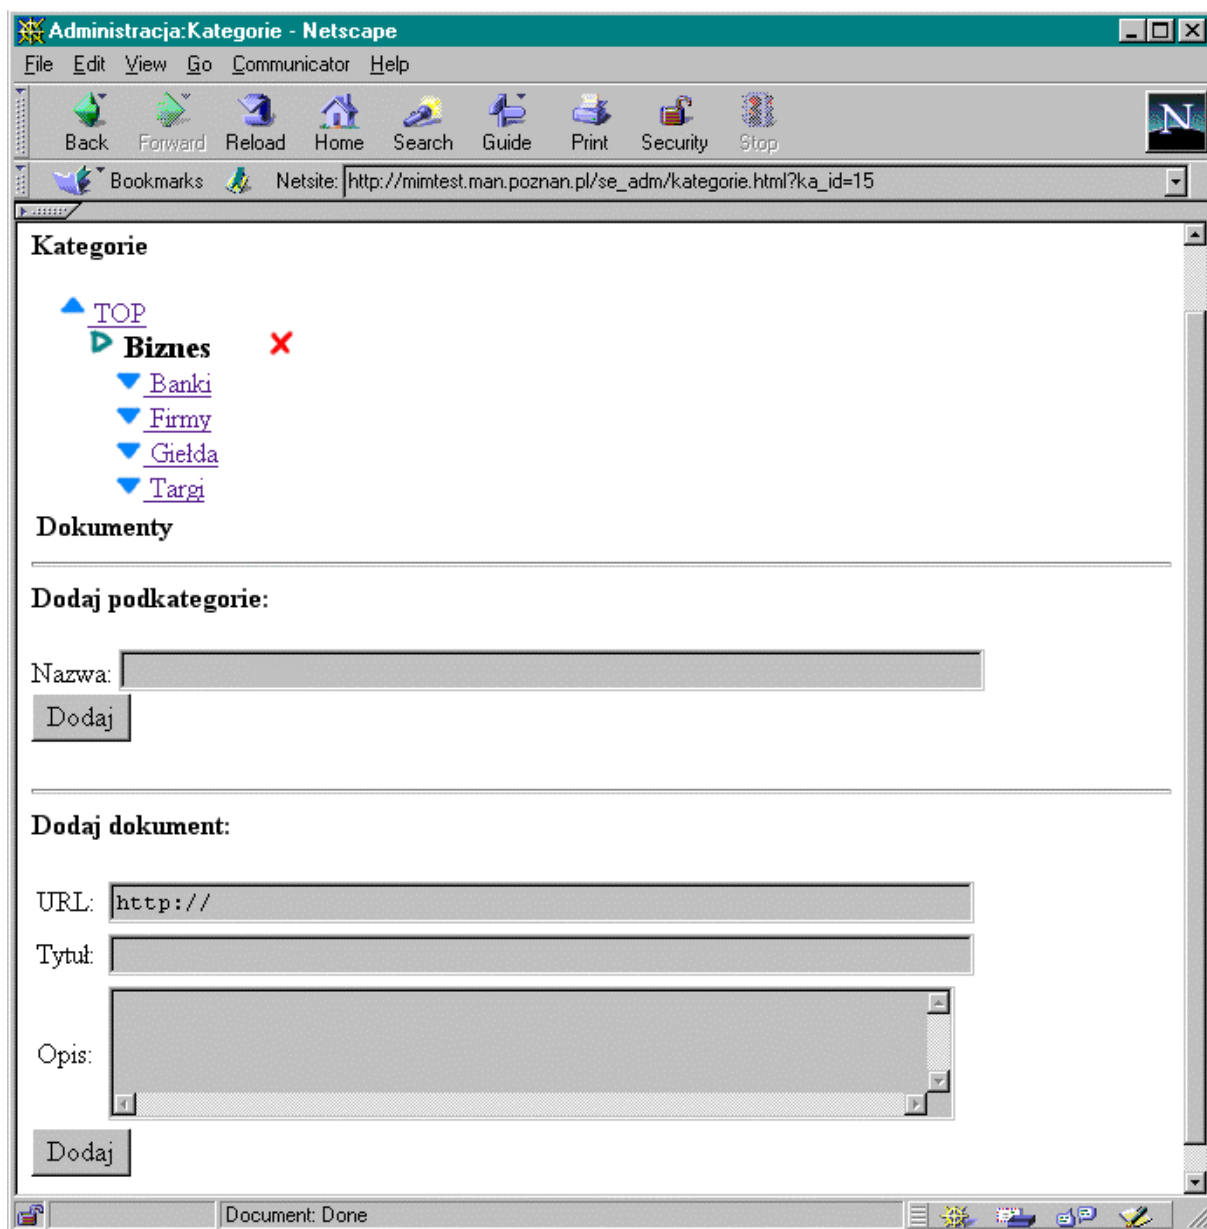 Administracja:Kategorie - Netscape
File Edit View Go Communicator Help
Back Forward Reload Home Search Guide Print Security Stop
N
Bookmarks Netsite: http://mimtest.man.poznan.pl/se_adm/kategorie.html?ka_id=15
Kategorie
TOP
Biznes
Banki
Firmy
Giełda
Targi
Dokumenty
Dodaj podkategorie:
Nazwa:
Dodaj
Dodaj dokument:
URL: http://
Tytuł:
Opis:
Dodaj
Document: Done